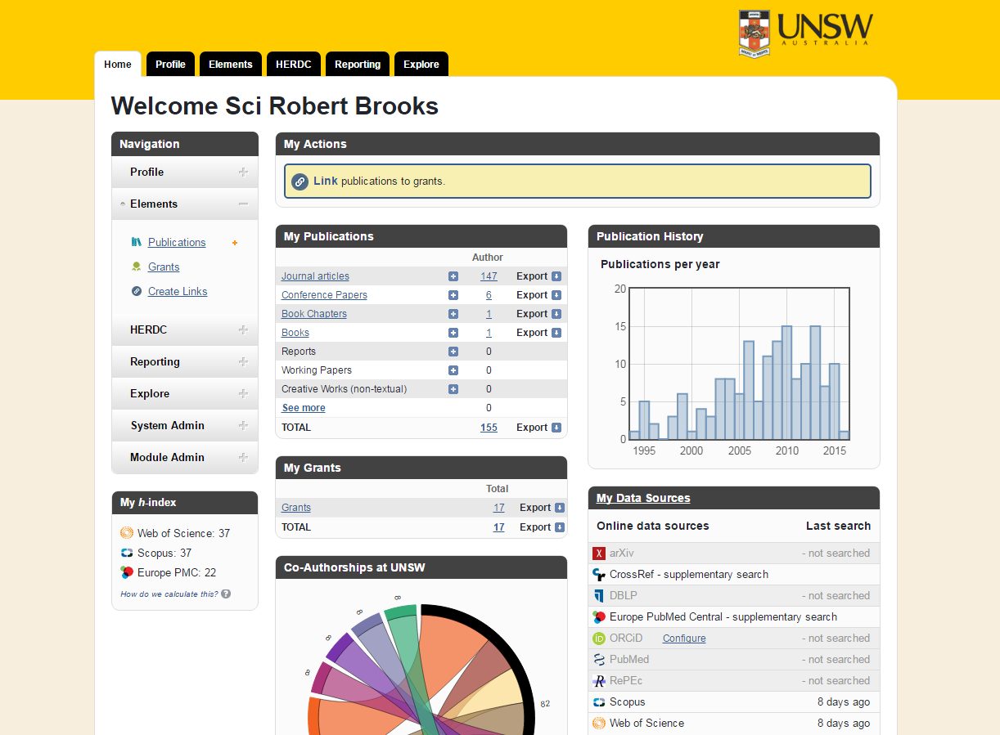 UNSW
AUSTRALIA
Home Profile Elements HERDC Reporting Explore
Welcome Sci Robert Brooks
Navigation
Profile
Elements
Publications
Grants
Create Links
HERDC
Reporting
Explore
System Admin
Module Admin
My h-index
Web of Science: 37
Scopus: 37
Europe PMC: 22
How do we calculate this? ?
My Actions
Link publications to grants.
My Publications
Author
Journal articles 147 Export
Conference Papers 6 Export
Book Chapters 1 Export
Books 1 Export
Reports 0
Working Papers 0
Creative Works (non-textual) 0
See more 0
TOTAL 155 Export
My Grants
Total
Grants 17 Export
TOTAL 17 Export
Co-Authorships at UNSW
8
8
8
8
82
Publication History
Publications per year
20
15
10
5
0
1995 2000 2005 2010 2015
My Data Sources
Online data sources Last search
arXiv - not searched
CrossRef - supplementary search
DBLP - not searched
Europe PubMed Central - supplementary search
ORCiD Configure - not searched
PubMed - not searched
RePEc - not searched
Scopus 8 days ago
Web of Science 8 days ago